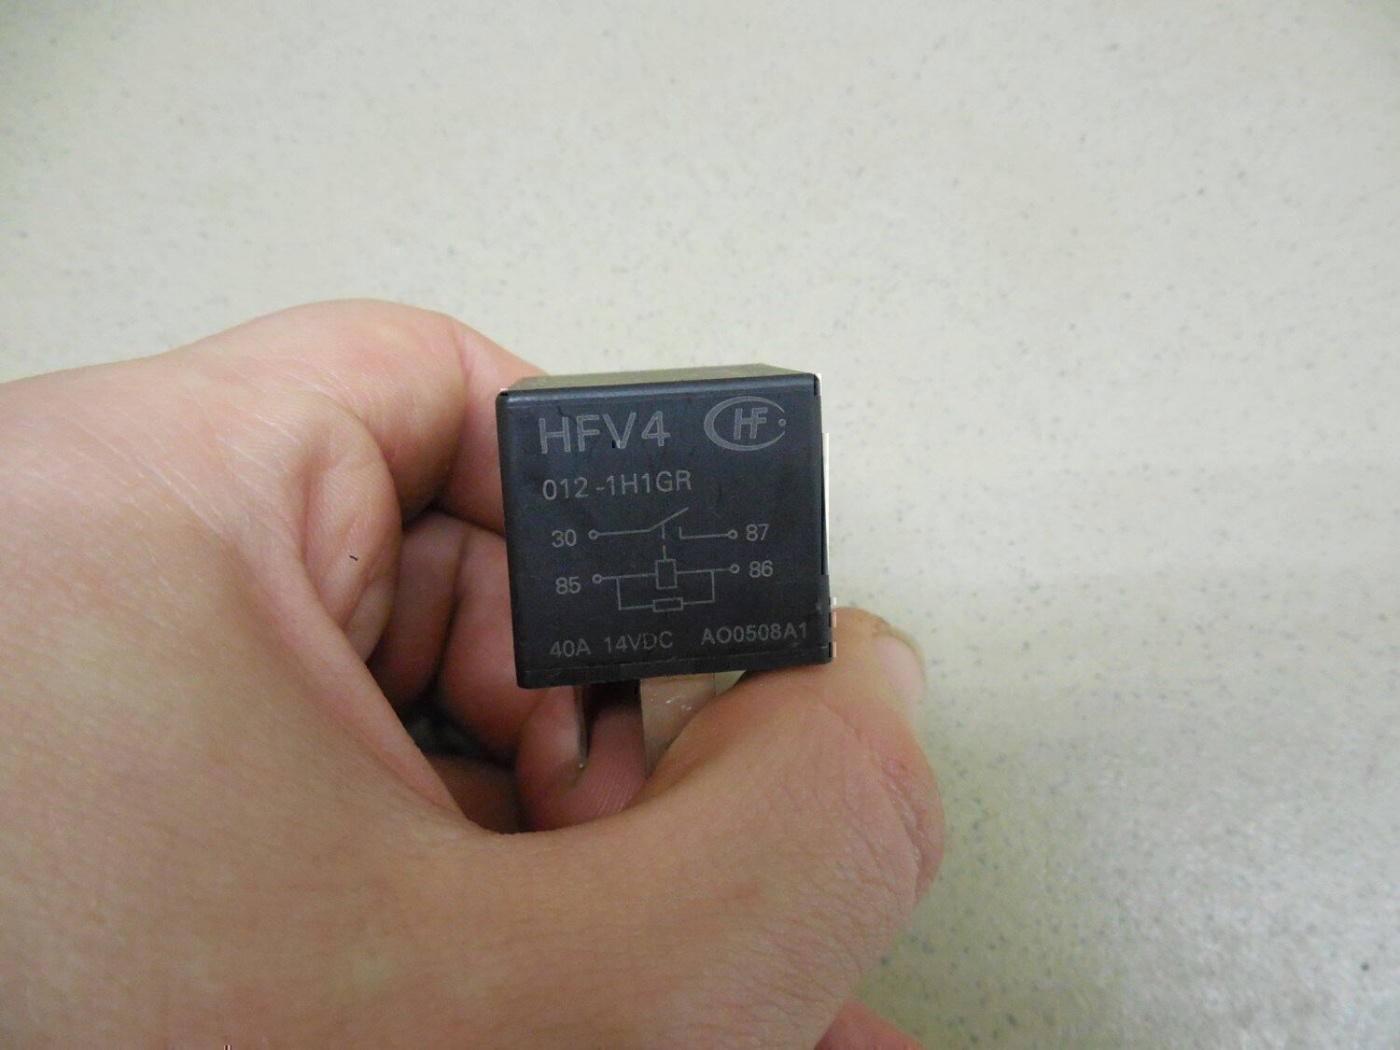 HFV4 HF
012-1H1GR
30 87
85 86
40A 14VDC AO0508A1